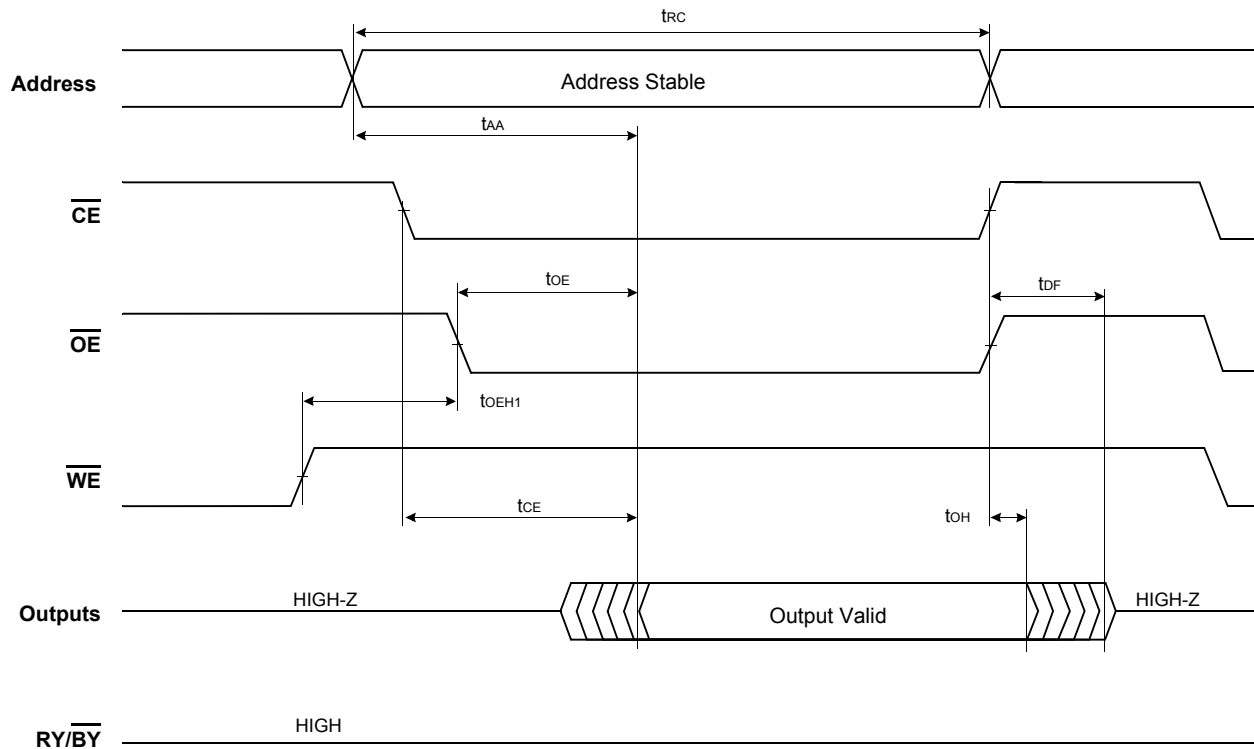 tRC
Address
Address Stable
tAA
CE
tOE
tDF
OE
tOEH1
WE
tCE
tOH
Outputs
HIGH-Z
Output Valid
HIGH-Z
RY/BY
HIGH